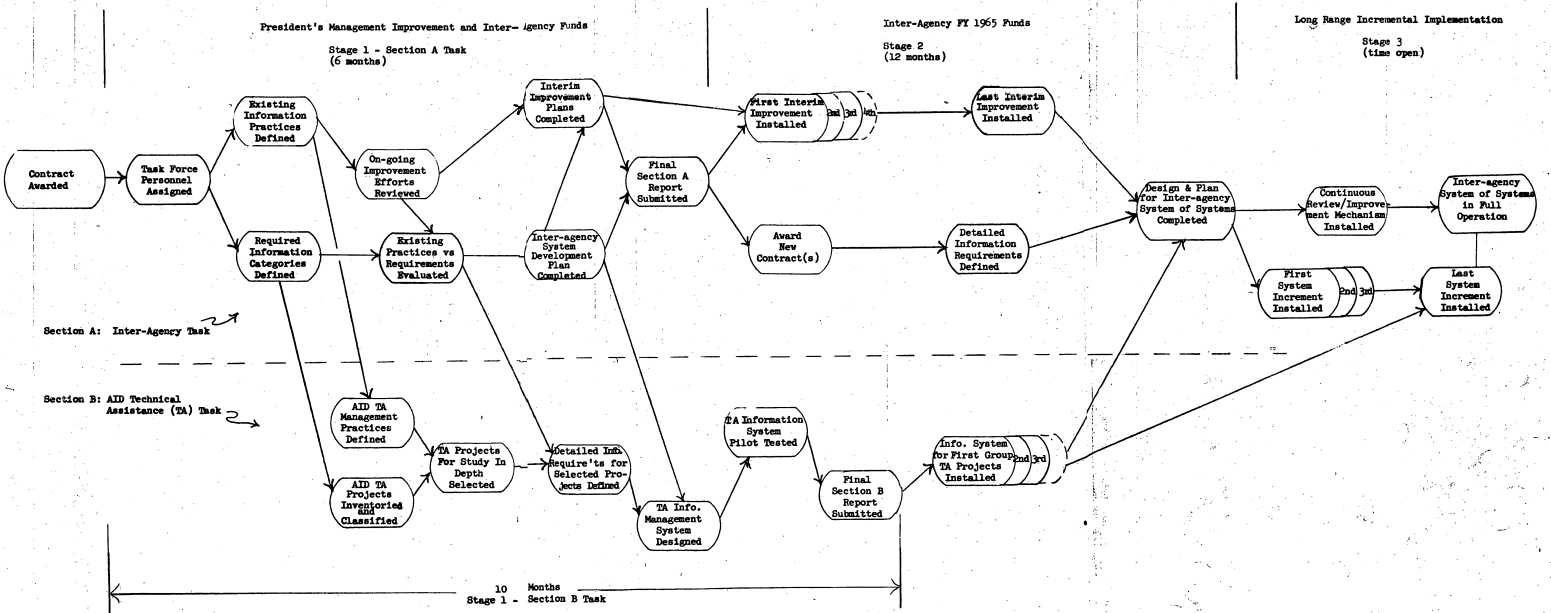 President's Management Improvement and Inter-Agency Funds
Stage 1 - Section A Task
(6 months)
Inter-Agency FY 1965 Funds
Stage 2
(12 months)
Long Range Incremental Implementation
Stage 3
(time open)
Contract
Awarded
Task Force
Personnel
Assigned
Existing
Information
Practices
Defined
Required
Information
Categories
Defined
On-going
Improvement
Efforts
Reviewed
Existing
Practices vs
Requirements
Evaluated
Interim
Improvement
Plans
Completed
Inter-agency
System
Development
Plan
Completed
Final
Section A
Report
Submitted
First Interim
Improvement
Installed
2nd
3rd
4th
Award
New
Contract(s)
Last Interim
Improvement
Installed
Detailed
Information
Requirements
Defined
Design & Plan
for Inter-agency
System of Systems
Completed
Continuous
Review/Improve-
ment Mechanism
Installed
Inter-agency
System of Systems
in Full
Operation
First
System
Increment
Installed
2nd
3rd
Last
System
Increment
Installed
Section A: Inter-Agency Task
Section B: AID Technical
Assistance (TA) Task
AID TA
Management
Practices
Defined
AID TA
Projects
Inventoried
and
Classified
TA Projects
For Study In
Depth
Selected
Detailed Info.
Require'ts for
Selected Pro-
jects Defined
TA Info.
Management
System
Designed
TA Information
System
Pilot Tested
Final
Section B
Report
Submitted
Info. System
for First Group
TA Projects
Installed
2nd
3rd
10 Months
Stage 1 - Section B Task